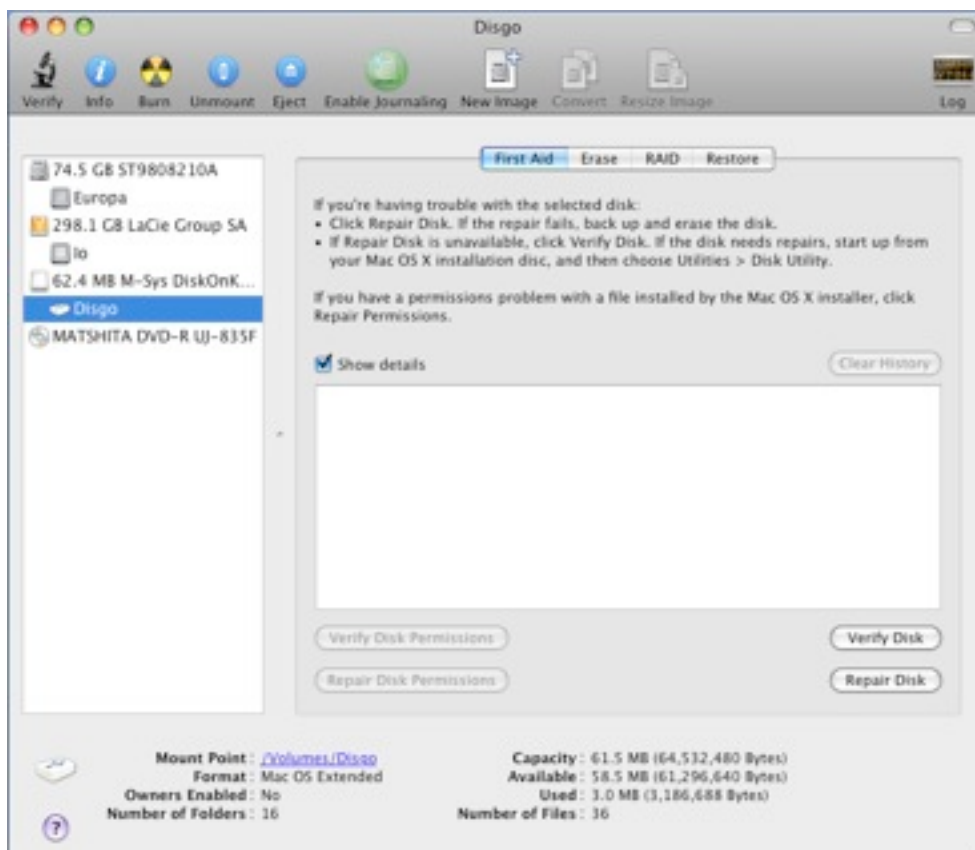 Disgo
Verify Info Burn Unmount Eject Enable Journaling New Image Convert Resize Image Log
74.5 GB ST9808210A
Europa
298.1 GB LaCie Group SA
Io
62.4 MB M-Sys DiskOnK...
Disgo
MATSHITA DVD-R UJ-835F
First Aid Erase RAID Restore
If you're having trouble with the selected disk:
• Click Repair Disk. If the repair fails, back up and erase the disk.
• If Repair Disk is unavailable, click Verify Disk. If the disk needs repairs, start up from
your Mac OS X installation disc, and then choose Utilities > Disk Utility.
If you have a permissions problem with a file installed by the Mac OS X installer, click
Repair Permissions.
Show details
Clear History
Verify Disk Permissions
Verify Disk
Repair Disk Permissions
Repair Disk
Mount Point : /Volumes/Disgo
Format : Mac OS Extended
Owners Enabled : No
Number of Folders : 16
Capacity : 61.5 MB (64,532,480 Bytes)
Available : 58.5 MB (61,296,640 Bytes)
Used : 3.0 MB (3,186,688 Bytes)
Number of Files : 36
?